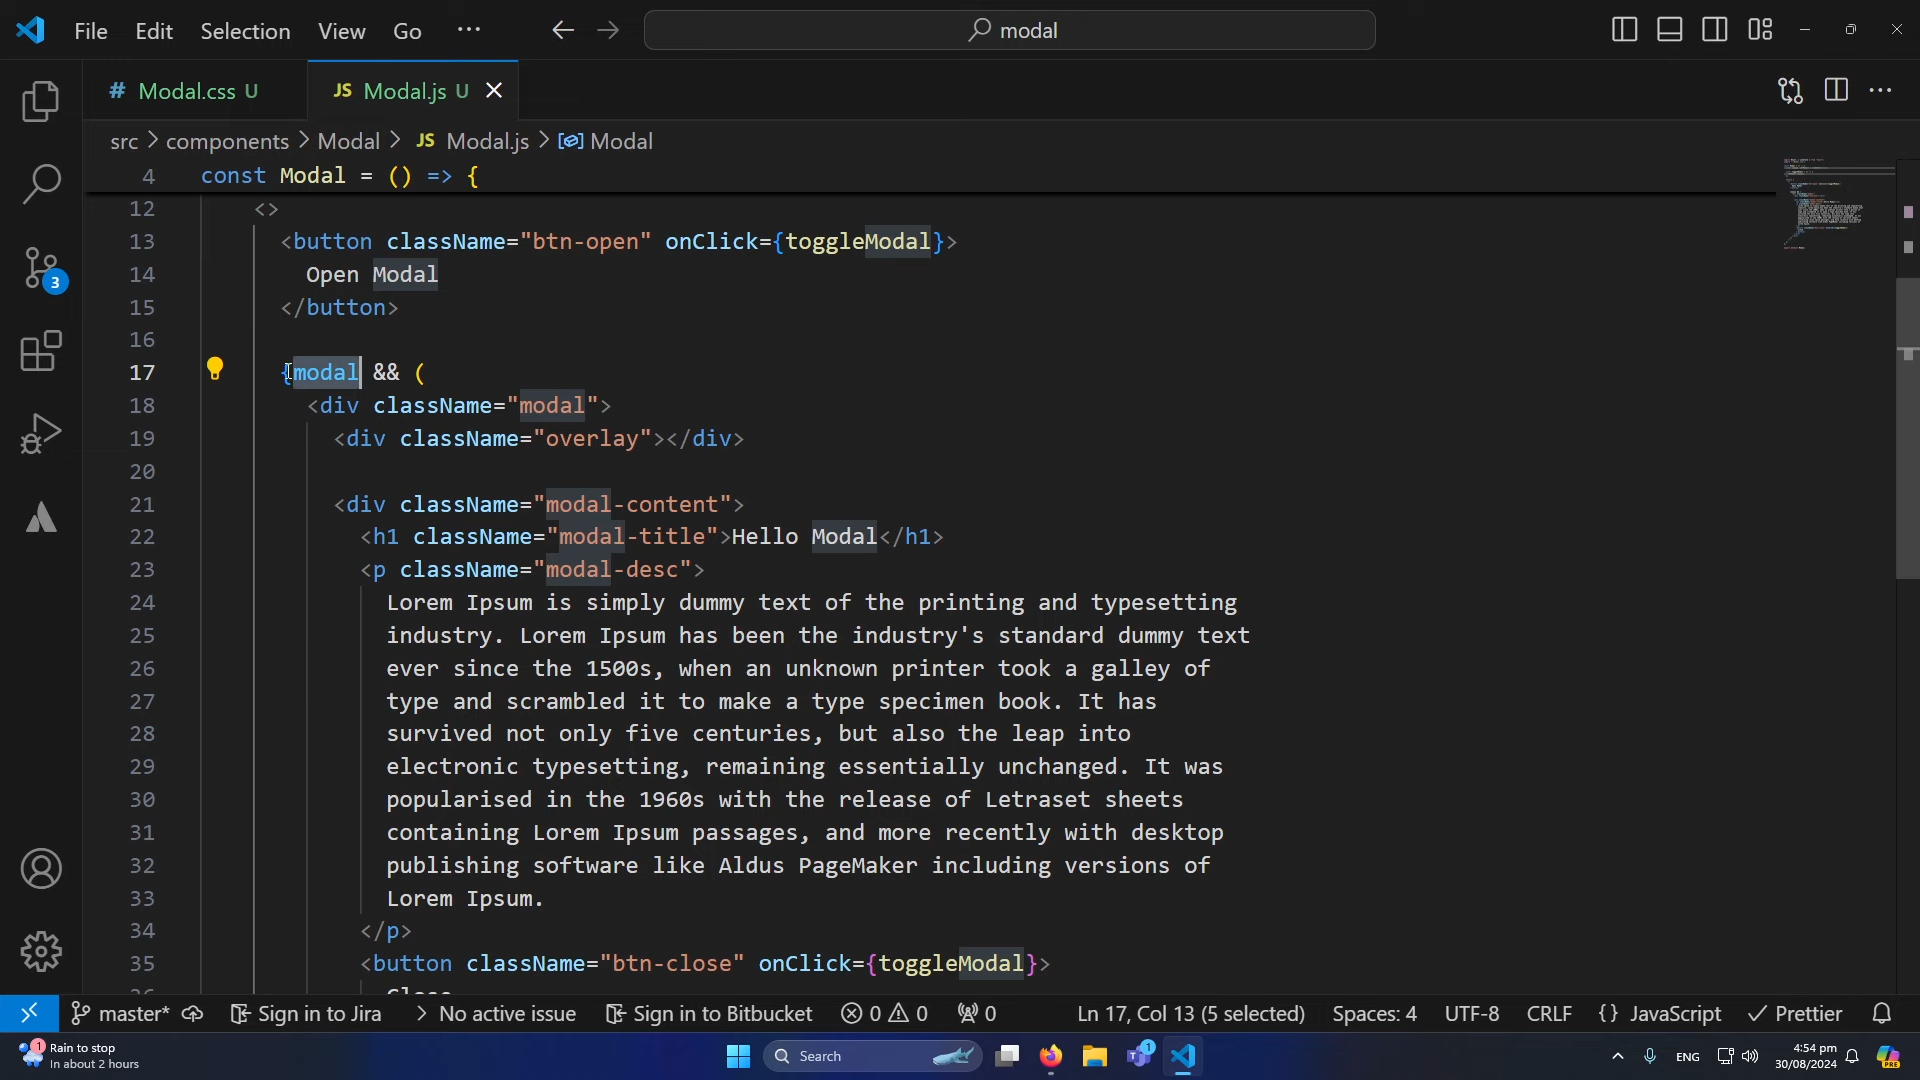 File Edit Selection View Go ···
modal
# Modal.css U
JS Modal.js U
src > components > Modal > JS Modal.js > Modal
4 const Modal = () => {
12 <>
13 <button className="btn-open" onClick={toggleModal}>
14 Open Modal
15 </button>
16
17 {modal && (
18 <div className="modal">
19 <div className="overlay"></div>
20
21 <div className="modal-content">
22 <h1 className="modal-title">Hello Modal</h1>
23 <p className="modal-desc">
24 Lorem Ipsum is simply dummy text of the printing and typesetting
25 industry. Lorem Ipsum has been the industry's standard dummy text
26 ever since the 1500s, when an unknown printer took a galley of
27 type and scrambled it to make a type specimen book. It has
28 survived not only five centuries, but also the leap into
29 electronic typesetting, remaining essentially unchanged. It was
30 popularised in the 1960s with the release of Letraset sheets
31 containing Lorem Ipsum passages, and more recently with desktop
32 publishing software like Aldus PageMaker including versions of
33 Lorem Ipsum.
34 </p>
35 <button className="btn-close" onClick={toggleModal}>
36 Close
3
master* Sign in to Jira > No active issue Sign in to Bitbucket 0 0 0 Ln 17, Col 13 (5 selected) Spaces: 4 UTF-8 CRLF {} JavaScript Prettier
1 Rain to stop
In about 2 hours
Search
1
ENG
4:54 pm
30/08/2024
PRE